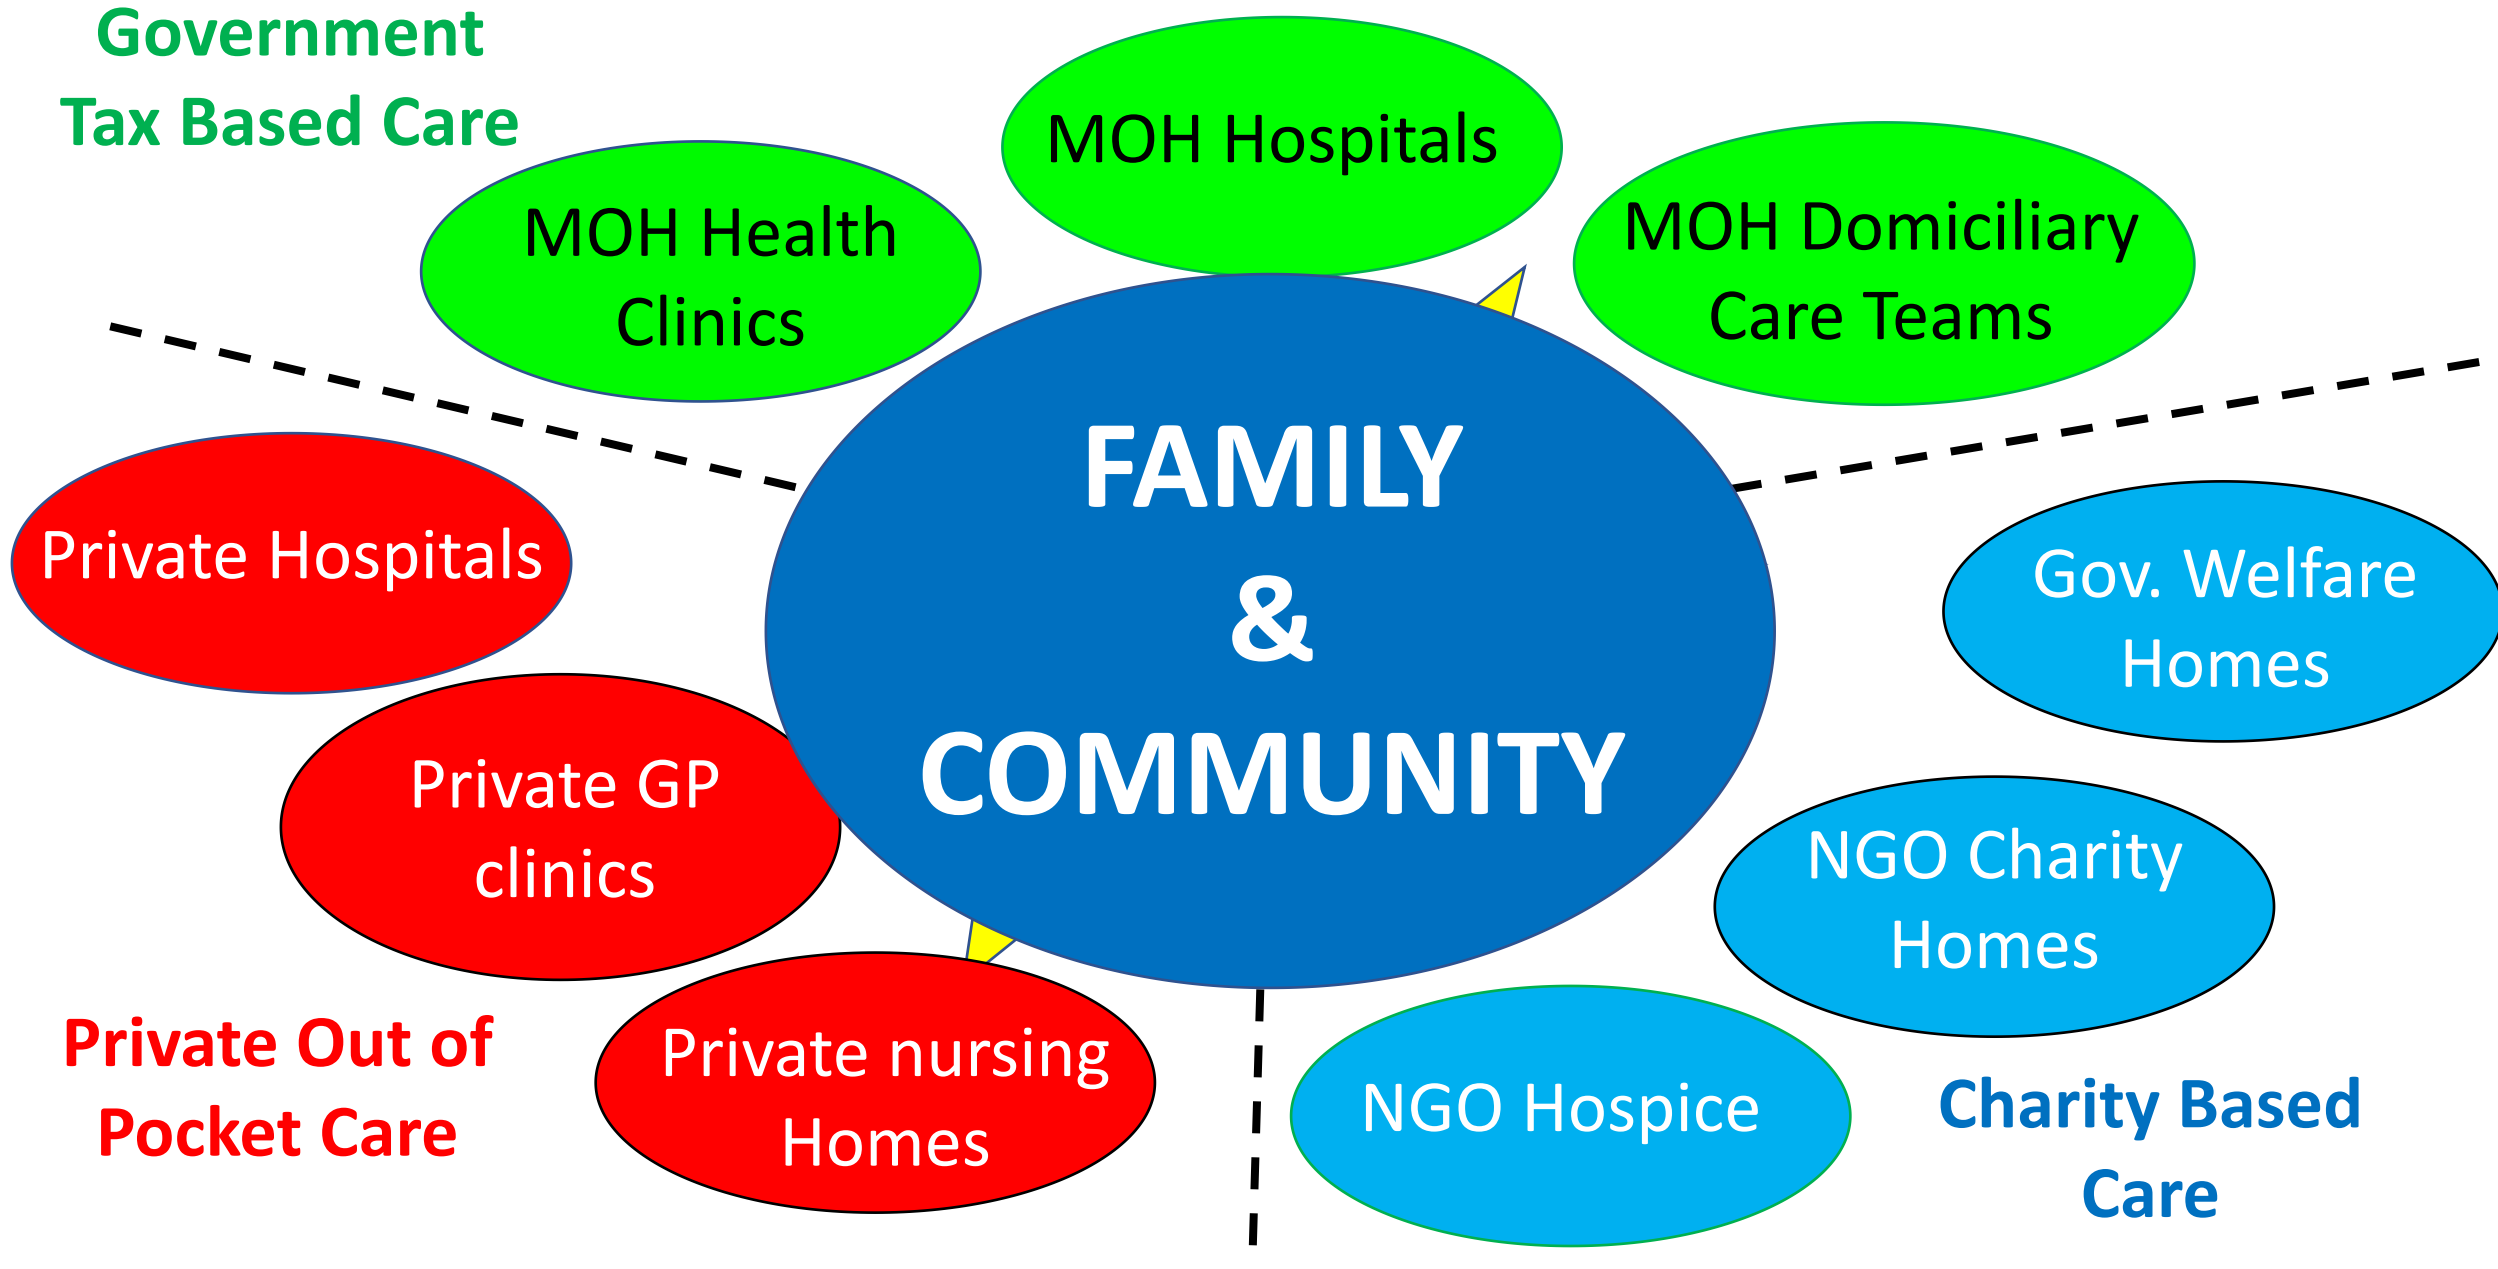 Government
Tax Based Care
MOH Hospitals
MOH Health
Clinics
MOH Domiciliary
Care Teams
FAMILY
&
COMMUNITY
Private Hospitals
Gov. Welfare
Homes
Private GP
clinics
NGO Charity
Homes
Private nursing
Homes
NGO Hospice
Private Out of
Pocket Care
Charity Based
Care